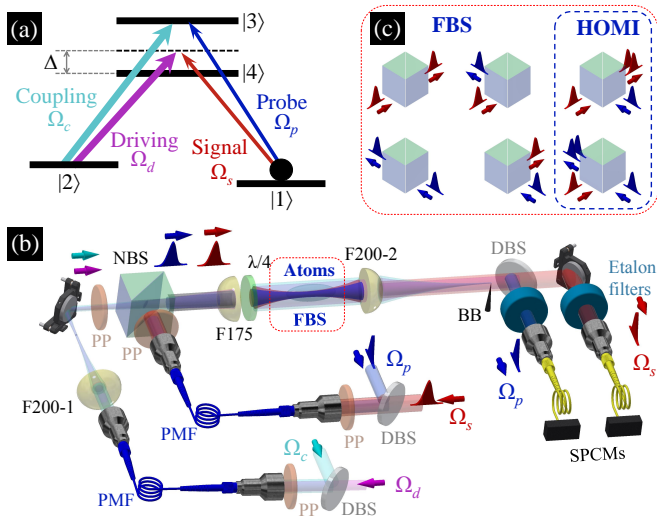 (a)
|3⟩
Δ
|4⟩
Coupling
Ω_c
Driving
Ω_d
Signal
Ω_s
Probe
Ω_p
|2⟩
|1⟩
(c)
FBS
HOMI
(b)
NBS
λ/4
F200-2
DBS
Atoms
FBS
Etalon
filters
PP
PP
F175
BB
Ω_s
Ω_p
F200-1
Ω_p
PMF
PP
DBS
Ω_s
SPCMs
Ω_c
PMF
PP
DBS
Ω_d